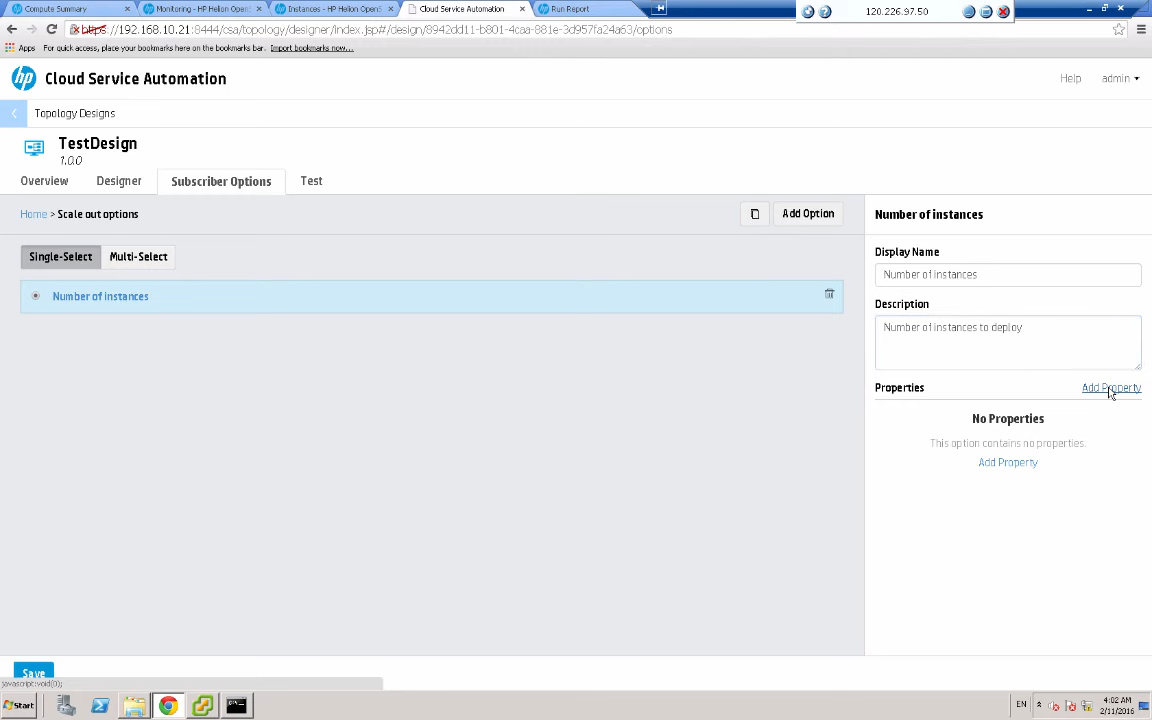 Compute Summary
Monitoring - HP Helion OpenS
Instances - HP Helion OpenS
Cloud Service Automation
Run Report
120.226.97.50
https://192.168.10.21:8444/csa/topology/designer/index.jsp#/design/8942dd11-b801-4caa-881e-3d957fa24a63/options
Apps For quick access, place your bookmarks here on the bookmarks bar. Import bookmarks now...
hp Cloud Service Automation
Help admin
Topology Designs
TestDesign
1.0.0
Overview Designer Subscriber Options Test
Home > Scale out options
Add Option
Number of instances
Single-Select Multi-Select
Display Name
Number of instances
Number of instances
Description
Number of instances to deploy
Properties Add Property
No Properties
This option contains no properties.
Add Property
Save
javascript:void(0);
Start
EN
4:02 AM
2/11/2016